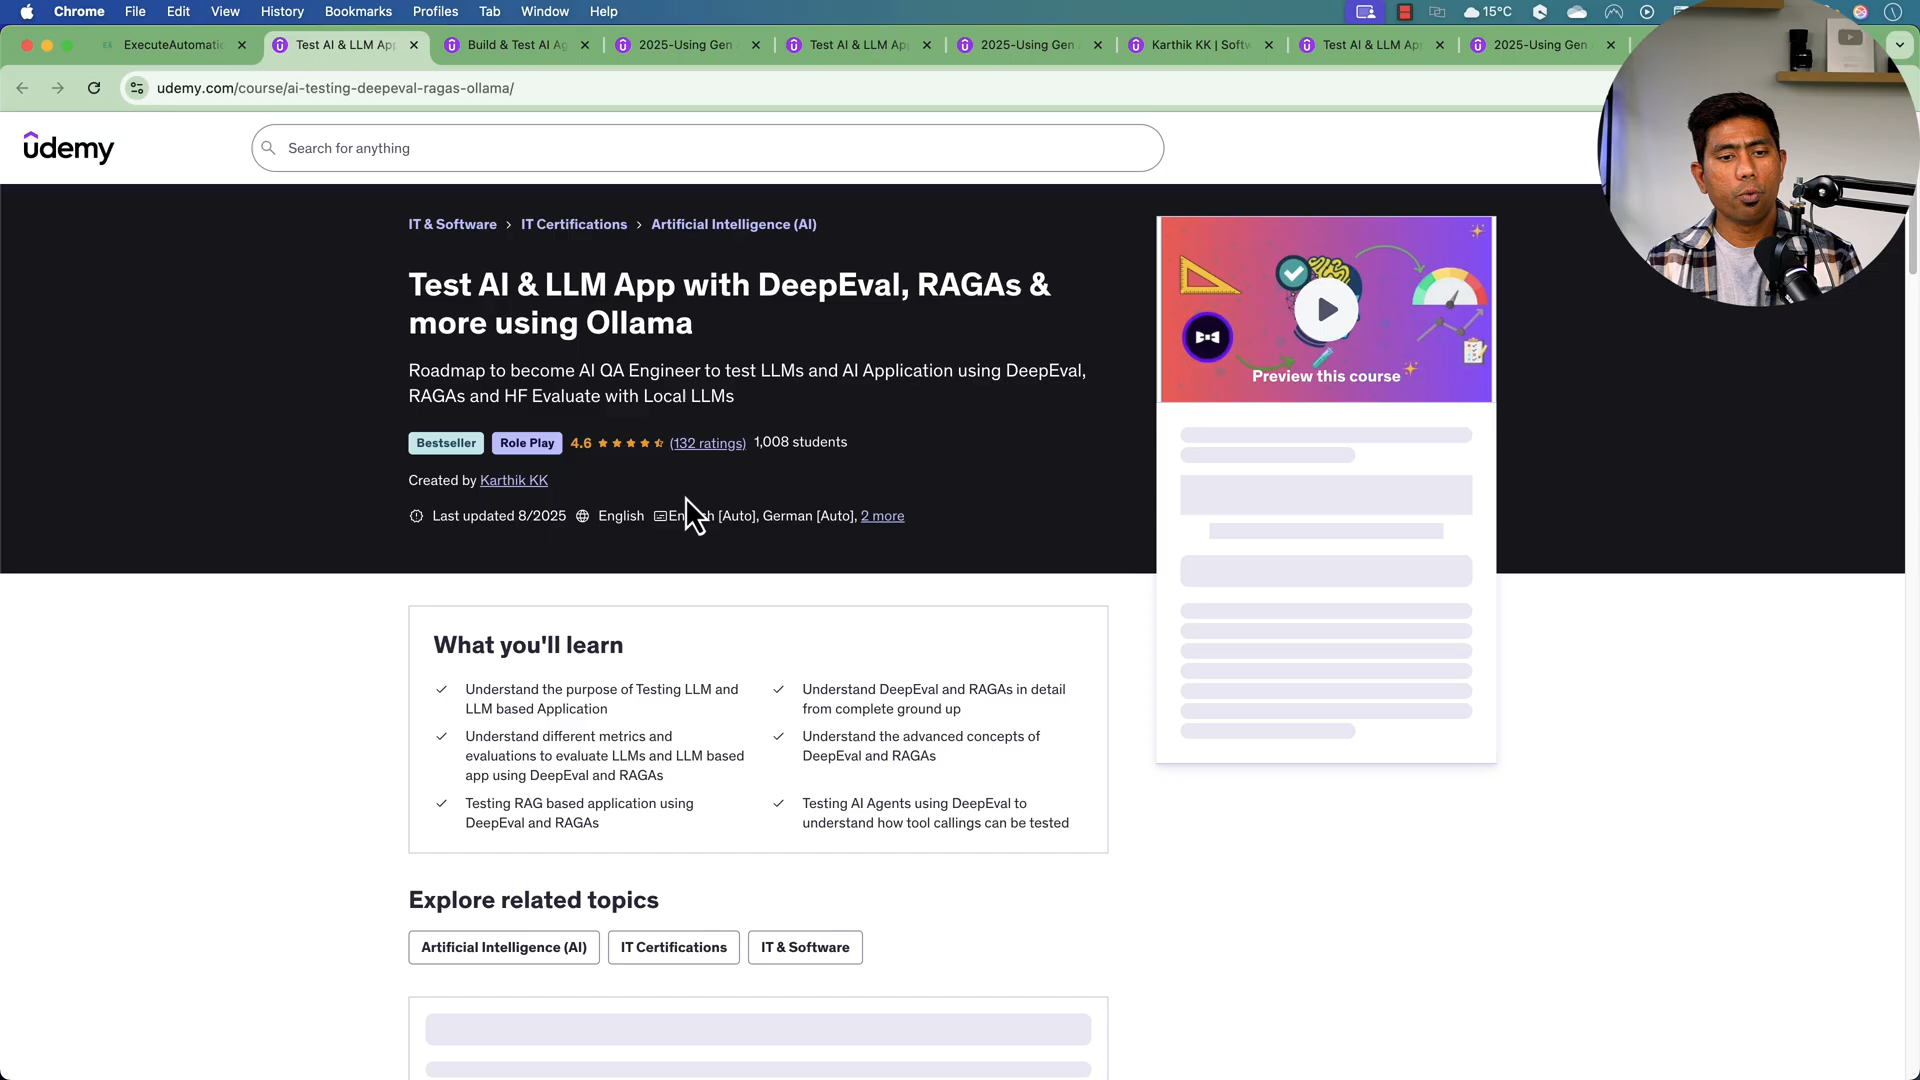 Chrome File Edit View History Bookmarks Profiles Tab Window Help 15°C
ExecuteAutomatic Test AI & LLM Ap Build & Test AI Ag 2025-Using Gen Test AI & LLM Ap 2025-Using Gen Karthik KK | Softw Test AI & LLM Ap 2025-Using Gen
udemy.com/course/ai-testing-deepeval-ragas-ollama/
udemy
Search for anything
IT & Software > IT Certifications > Artificial Intelligence (AI)
Test AI & LLM App with DeepEval, RAGAs &
more using Ollama
Roadmap to become AI QA Engineer to test LLMs and AI Application using DeepEval,
RAGAs and HF Evaluate with Local LLMs
Bestseller Role Play 4.6 (132 ratings) 1,008 students
Created by Karthik KK
Last updated 8/2025 English [Auto], German [Auto], 2 more
Preview this course
What you'll learn
Understand the purpose of Testing LLM and
LLM based Application
Understand different metrics and
evaluations to evaluate LLMs and LLM based
app using DeepEval and RAGAs
Testing RAG based application using
DeepEval and RAGAs
Understand DeepEval and RAGAs in detail
from complete ground up
Understand the advanced concepts of
DeepEval and RAGAs
Testing AI Agents using DeepEval to
understand how tool callings can be tested
Explore related topics
Artificial Intelligence (AI) IT Certifications IT & Software